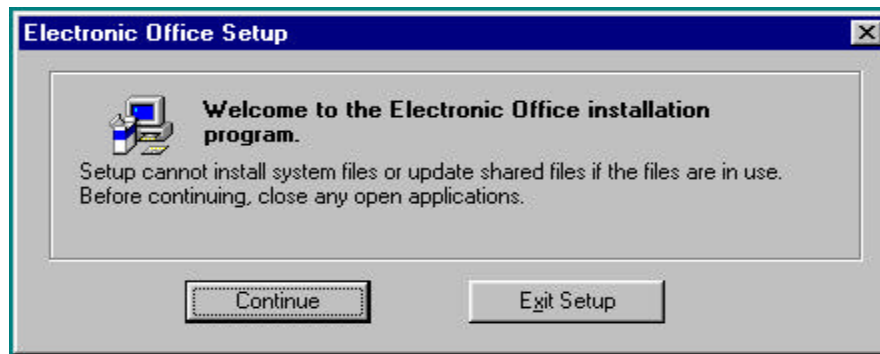 Electronic Office Setup
Welcome to the Electronic Office installation
program.
Setup cannot install system files or update shared files if the files are in use.
Before continuing, close any open applications.
Continue
Exit Setup